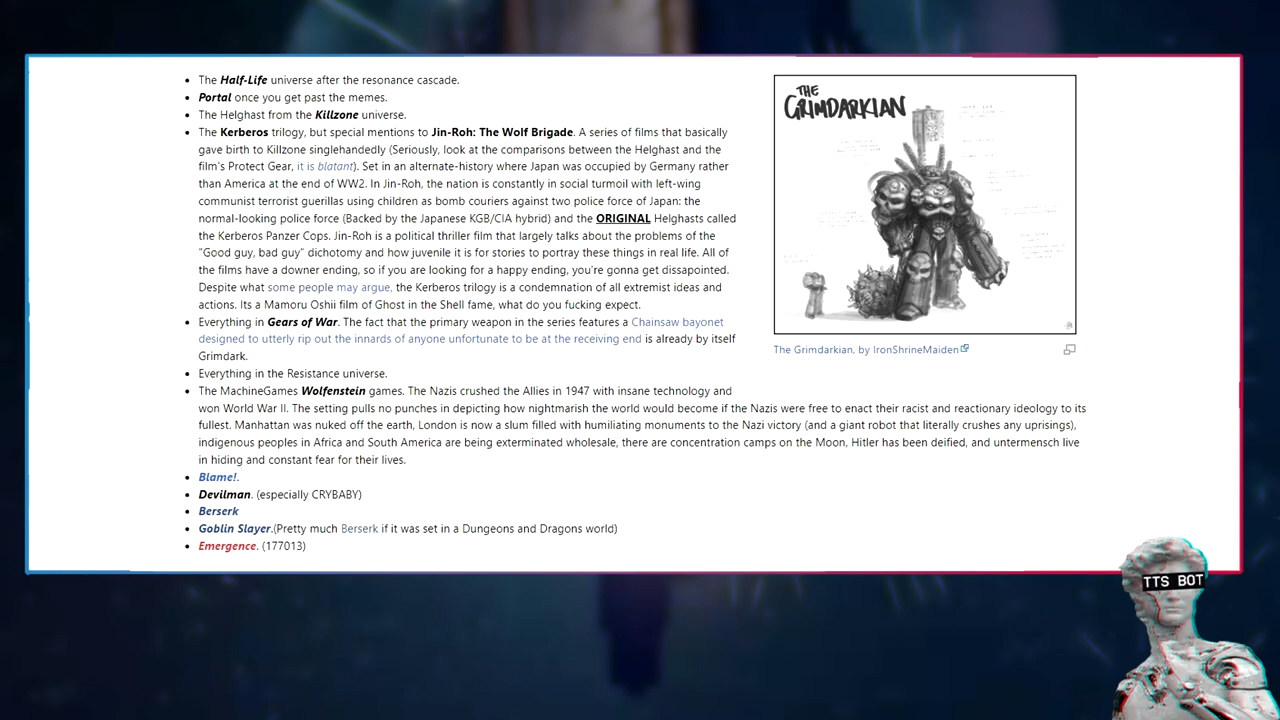 The Half-Life universe after the resonance cascade.
Portal once you get past the memes.
The Helghast from the Killzone universe.
The Kerberos trilogy, but special mentions to Jin-Roh: The Wolf Brigade. A series of films that basically
gave birth to Killzone singlehandedly (Seriously, look at the comparisons between the Helghast and the
film's Protect Gear, it is blatant). Set in an alternate-history where Japan was occupied by Germany rather
than America at the end of WW2. In Jin-Roh, the nation is constantly in social turmoil with left-wing
communist terrorist guerillas using children as bomb couriers against two police force of Japan: the
normal-looking police force (Backed by the Japanese KGB/CIA hybrid) and the ORIGINAL Helghasts called
the Kerberos Panzer Cops. Jin-Roh is a political thriller film that largely talks about the problems of the
"Good guy, bad guy" dichotomy and how juvenile it is for stories to portray these things in real life. All of
the films have a downer ending, so if you are looking for a happy ending, you're gonna get dissapointed.
Despite what some people may argue, the Kerberos trilogy is a condemnation of all extremist ideas and
actions. Its a Mamoru Oshii film of Ghost in the Shell fame, what do you fucking expect.
Everything in Gears of War. The fact that the primary weapon in the series features a Chainsaw bayonet
designed to utterly rip out the innards of anyone unfortunate to be at the receiving end is already by itself
Grimdark.
Everything in the Resistance universe.
The MachineGames Wolfenstein games. The Nazis crushed the Allies in 1947 with insane technology and
won World War II. The setting pulls no punches in depicting how nightmarish the world would become if the Nazis were free to enact their racist and reactionary ideology to its
fullest. Manhattan was nuked off the earth, London is now a slum filled with humiliating monuments to the Nazi victory (and a giant robot that literally crushes any uprisings),
indigenous peoples in Africa and South America are being exterminated wholesale, there are concentration camps on the Moon, Hitler has been deified, and untermensch live
in hiding and constant fear for their lives.
Blame!.
Devilman. (especially CRYBABY)
Berserk
Goblin Slayer.(Pretty much Berserk if it was set in a Dungeons and Dragons world)
Emergence. (177013)
THE
GRIMDARKIAN
The Grimdarkian, by IronShrineMaiden
TTS BOT